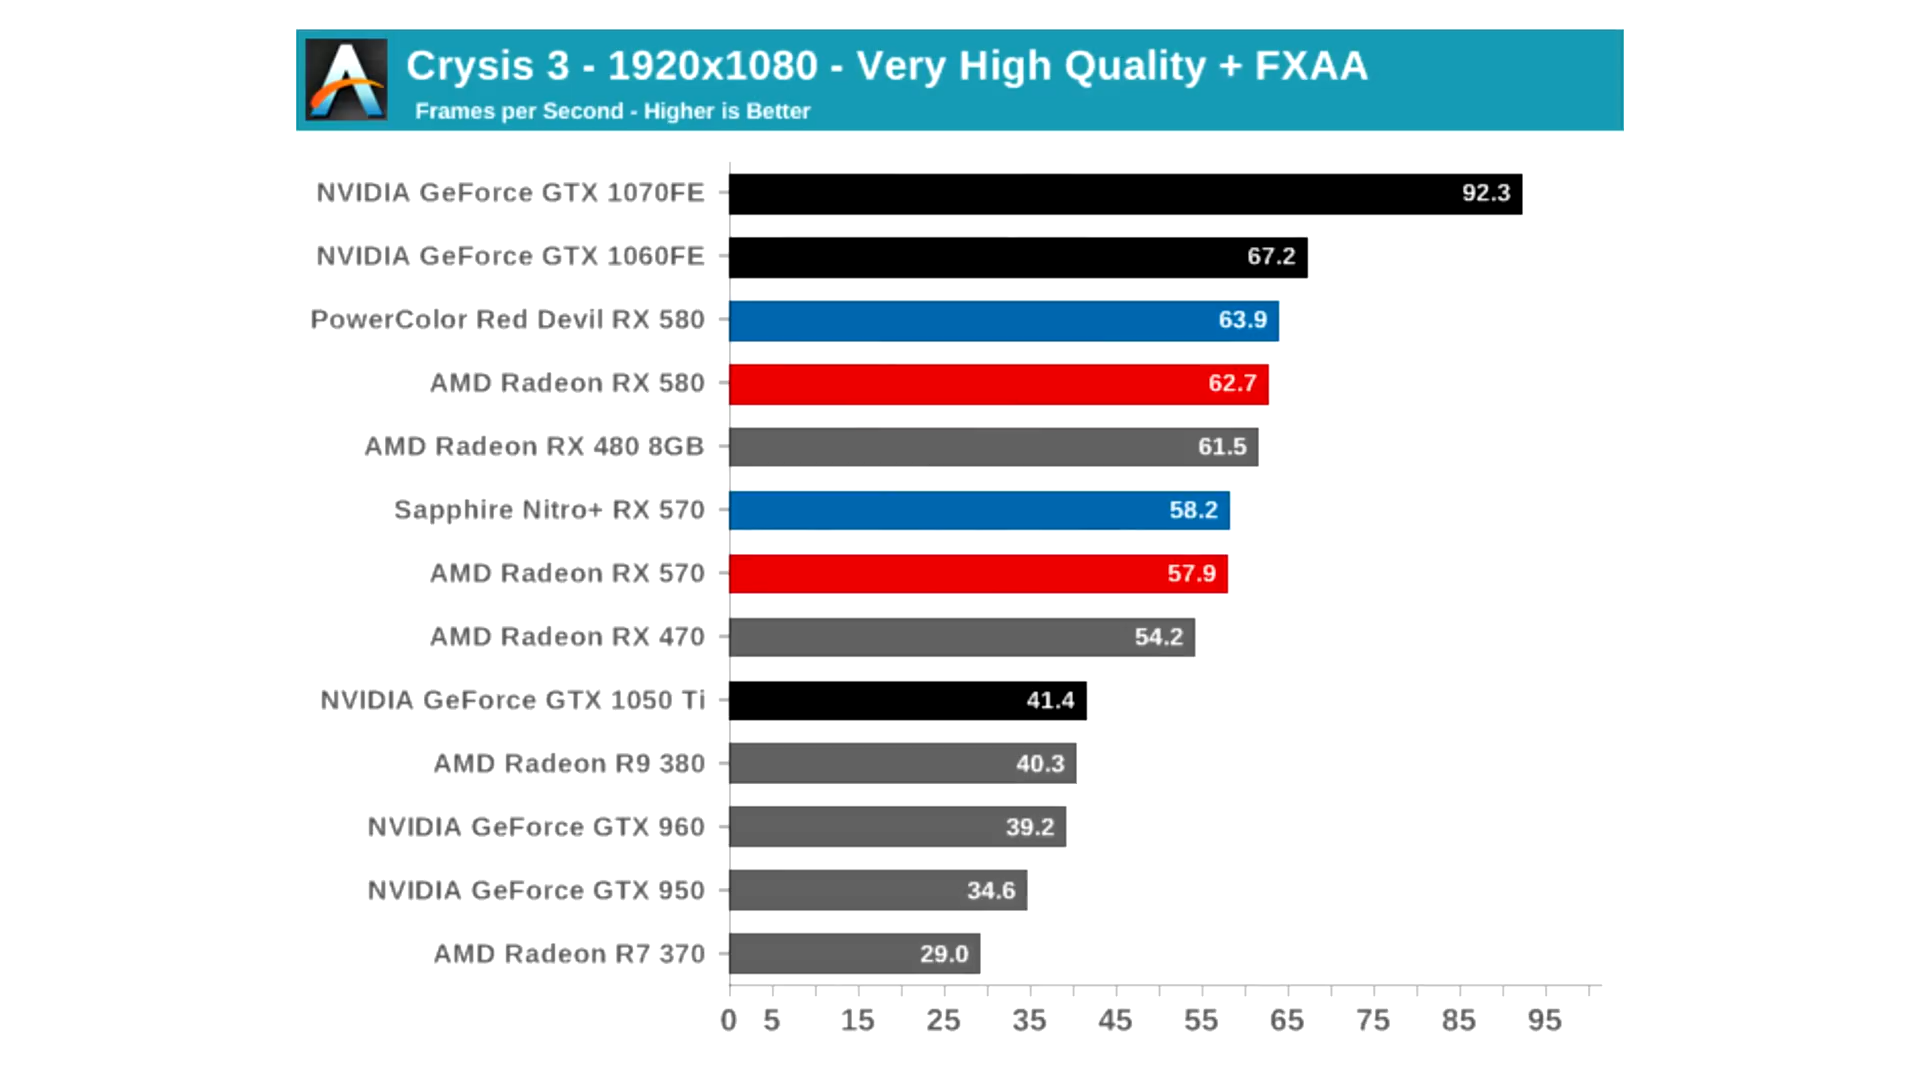 Crysis 3 - 1920x1080 - Very High Quality + FXAA
Frames per Second - Higher is Better
NVIDIA GeForce GTX 1070FE 92.3
NVIDIA GeForce GTX 1060FE 67.2
PowerColor Red Devil RX 580 63.9
AMD Radeon RX 580 62.7
AMD Radeon RX 480 8GB 61.5
Sapphire Nitro+ RX 570 58.2
AMD Radeon RX 570 57.9
AMD Radeon RX 470 54.2
NVIDIA GeForce GTX 1050 Ti 41.4
AMD Radeon R9 380 40.3
NVIDIA GeForce GTX 960 39.2
NVIDIA GeForce GTX 950 34.6
AMD Radeon R7 370 29.0
0 5 15 25 35 45 55 65 75 85 95